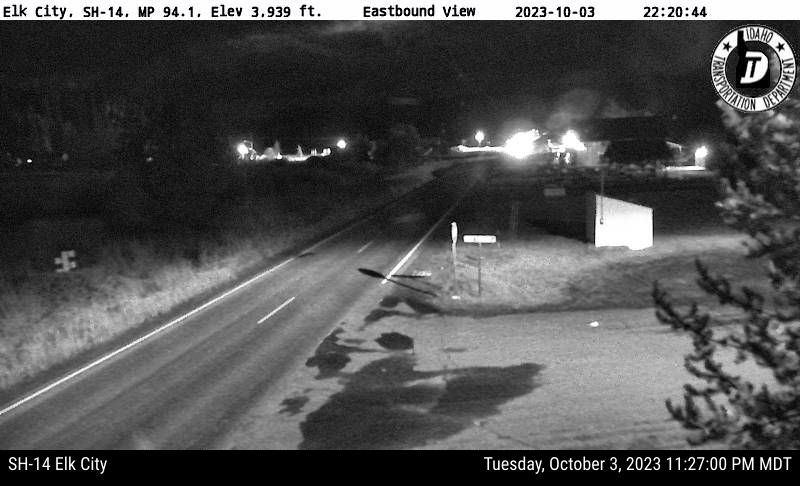 Elk City, SH-14, MP 94.1, Elev 3,939 ft. Eastbound View 2023-10-03 22:20:44
IDAHO
TRANSPORTATION DEPARTMENT
SH-14 Elk City Tuesday, October 3, 2023 11:27:00 PM MDT